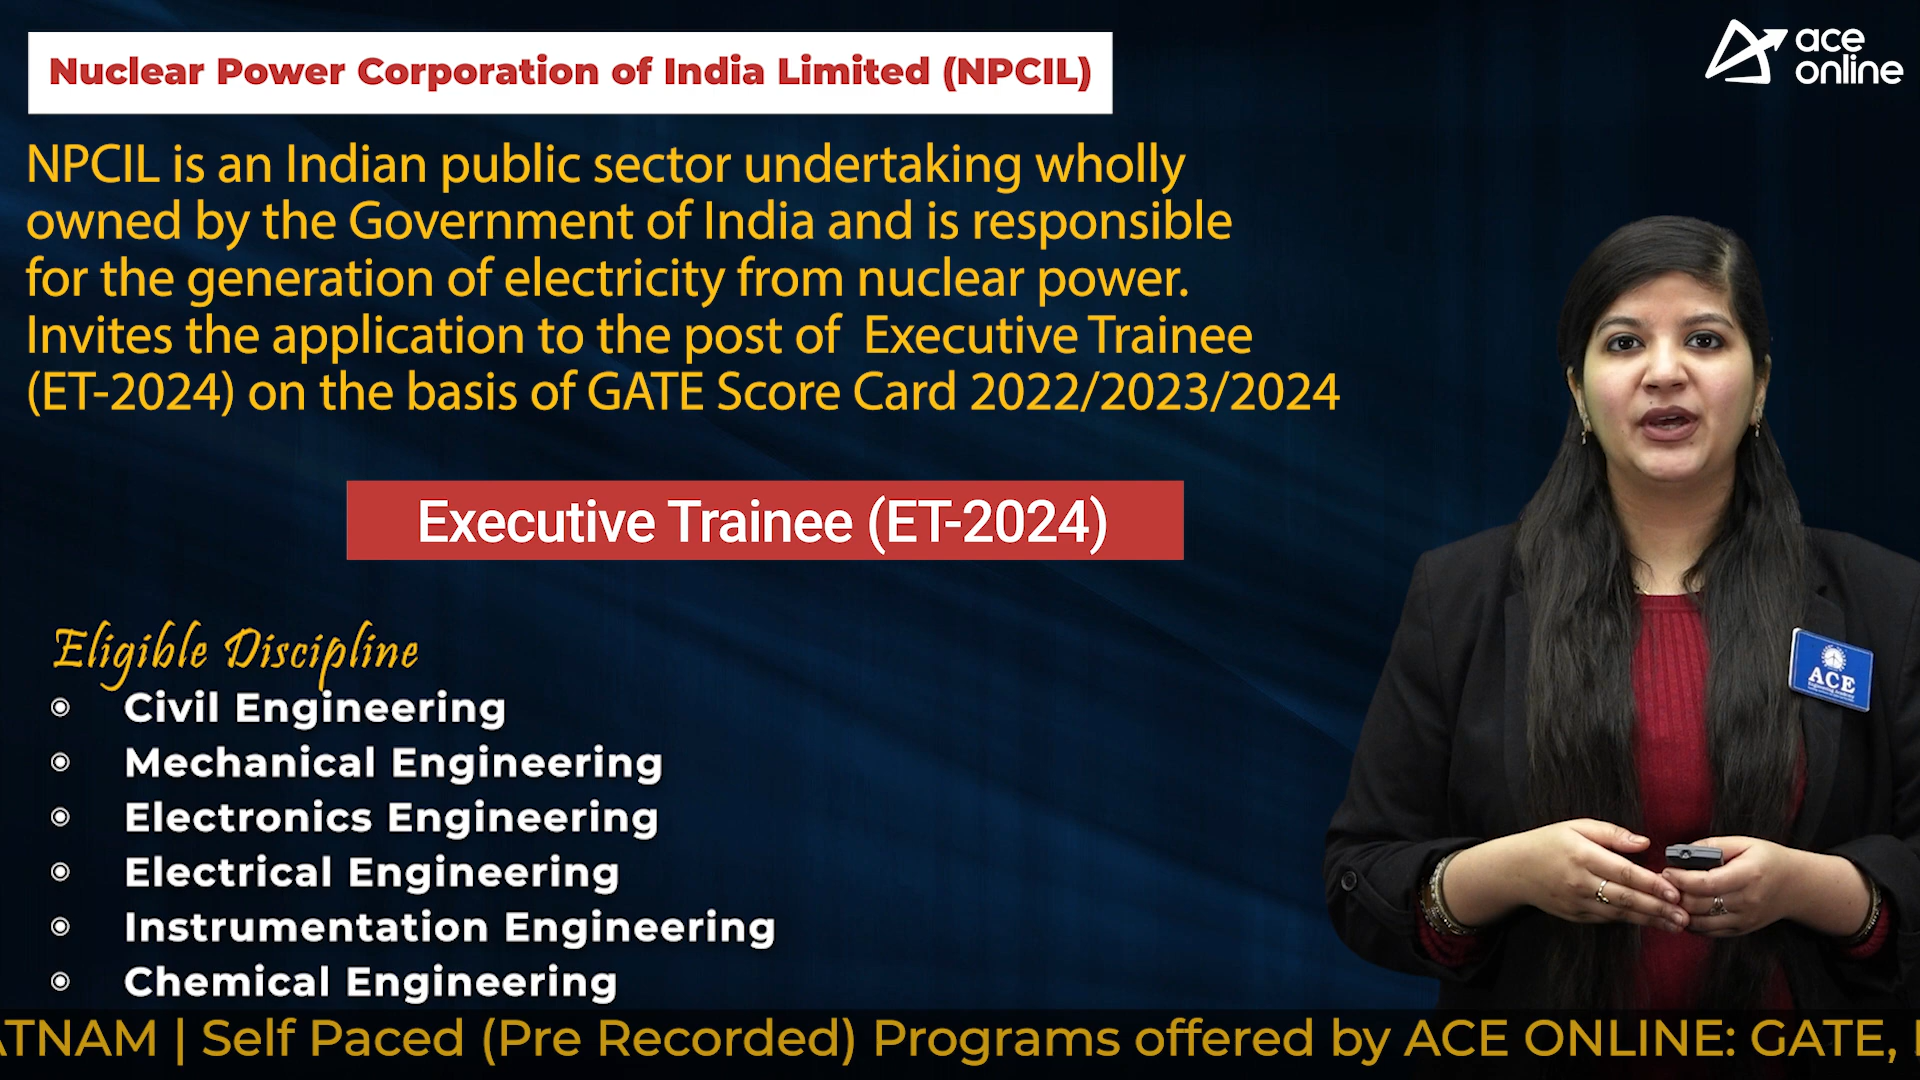 Nuclear Power Corporation of India Limited (NPCIL)
ace
online
NPCIL is an Indian public sector undertaking wholly
owned by the Government of India and is responsible
for the generation of electricity from nuclear power.
Invites the application to the post of Executive Trainee
(ET-2024) on the basis of GATE Score Card 2022/2023/2024
Executive Trainee (ET-2024)
Eligible Discipline
Civil Engineering
Mechanical Engineering
Electronics Engineering
Electrical Engineering
Instrumentation Engineering
Chemical Engineering
ACE
ATNAM | Self Paced (Pre Recorded) Programs offered by ACE ONLINE: GATE,